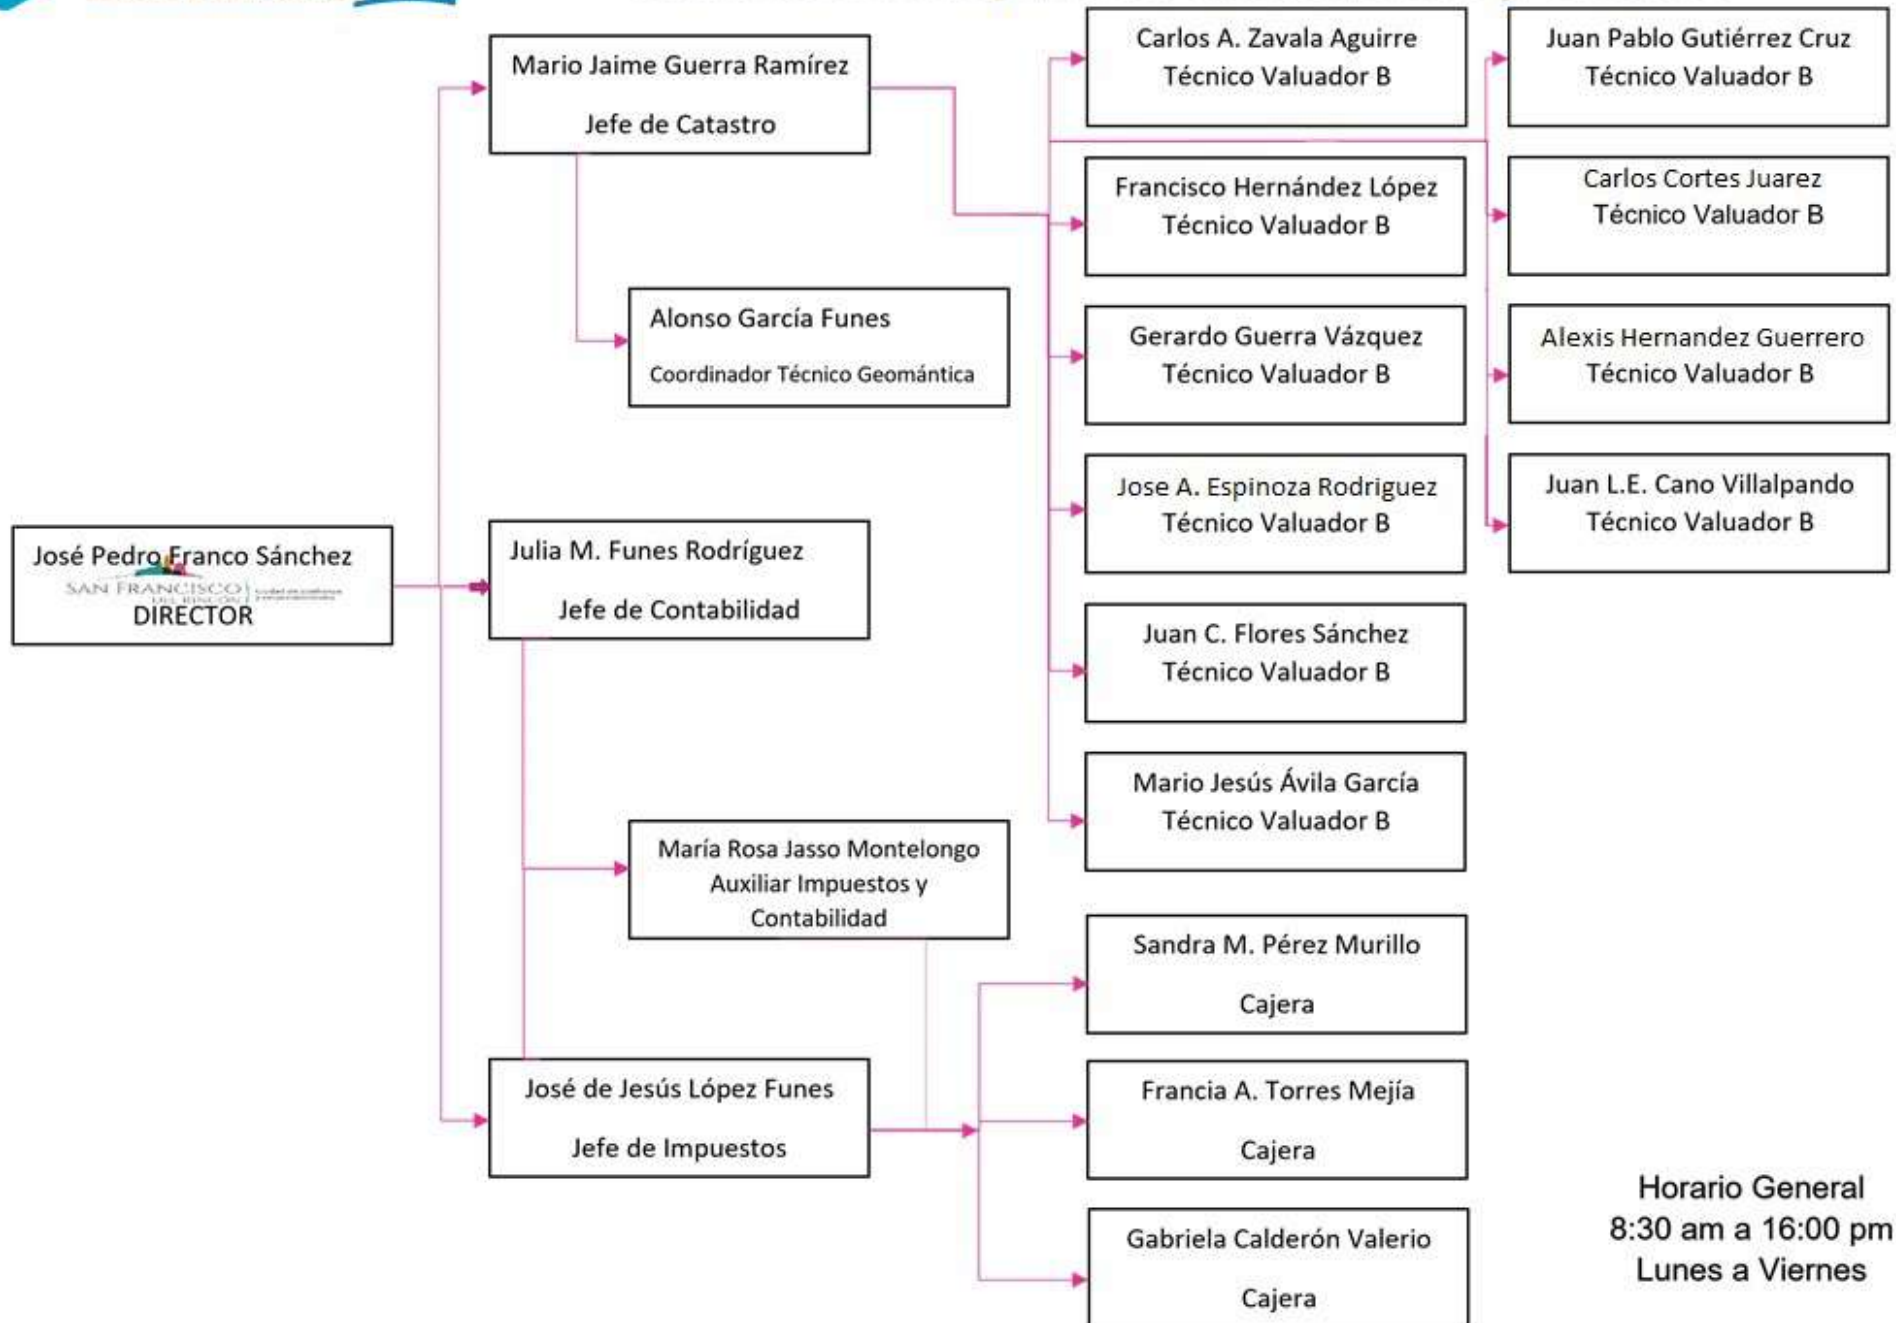 Mario Jaime Guerra Ramírez
Jefe de Catastro
Alonso García Funes
Coordinador Técnico Geomántica
José Pedro Franco Sánchez
SAN FRANCISCO
DEL RINCÓN
DIRECTOR
Julia M. Funes Rodríguez
Jefe de Contabilidad
María Rosa Jasso Montelongo
Auxiliar Impuestos y
Contabilidad
José de Jesús López Funes
Jefe de Impuestos
Carlos A. Zavala Aguirre
Técnico Valuador B
Francisco Hernández López
Técnico Valuador B
Gerardo Guerra Vázquez
Técnico Valuador B
Jose A. Espinoza Rodriguez
Técnico Valuador B
Juan C. Flores Sánchez
Técnico Valuador B
Mario Jesús Ávila García
Técnico Valuador B
Sandra M. Pérez Murillo
Cajera
Francia A. Torres Mejía
Cajera
Gabriela Calderón Valerio
Cajera
Juan Pablo Gutiérrez Cruz
Técnico Valuador B
Carlos Cortes Juarez
Técnico Valuador B
Alexis Hernandez Guerrero
Técnico Valuador B
Juan L.E. Cano Villalpando
Técnico Valuador B
Horario General
8:30 am a 16:00 pm
Lunes a Viernes